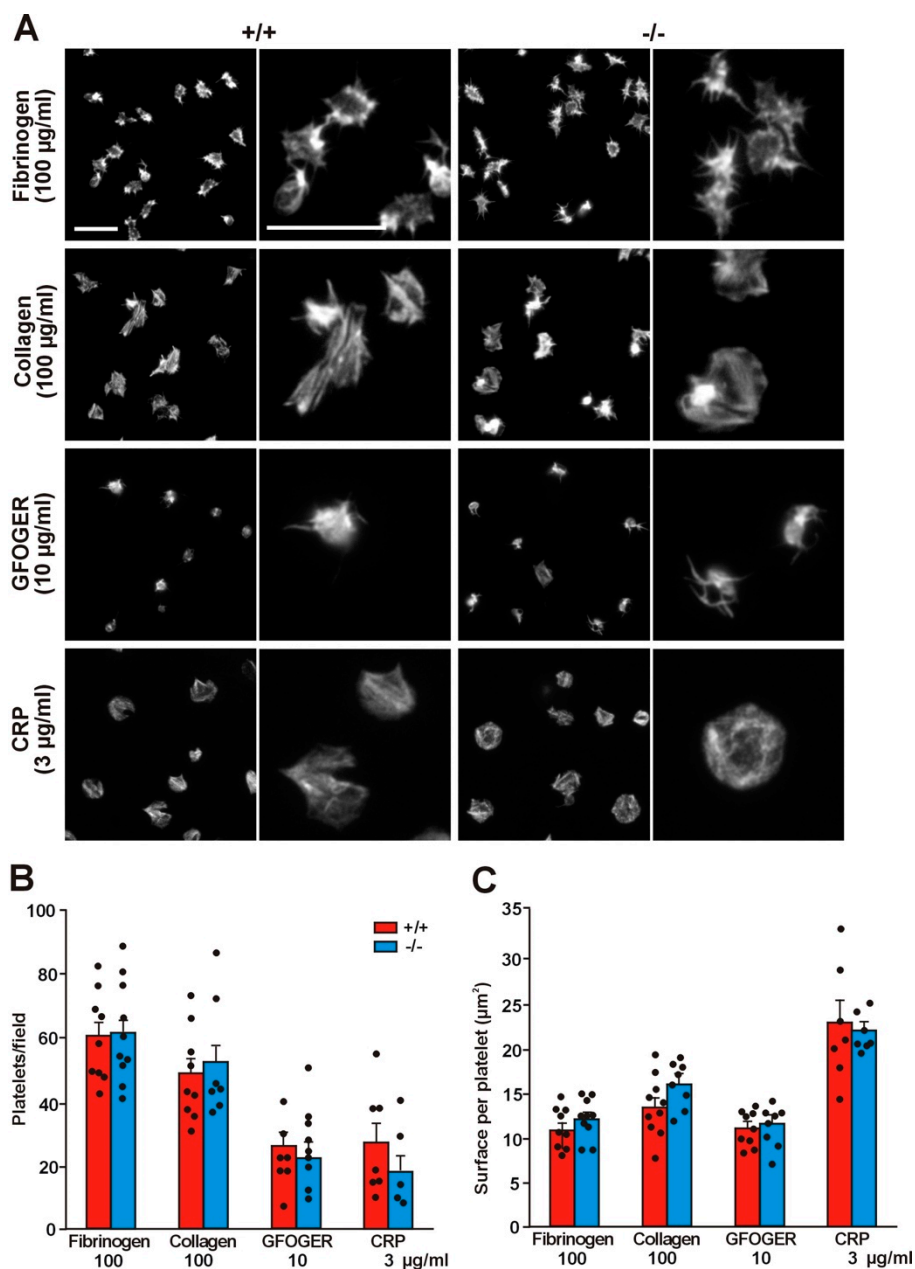 A
+/+
-/-
Fibrinogen
(100 µg/ml)
Collagen
(100 µg/ml)
GFOGER
(10 µg/ml)
CRP
(3 µg/ml)
B
Platelets/field
100
80
60
40
20
0
+/+
-/-
Fibrinogen Collagen GFOGER CRP
100 100 10 3 µg/ml
C
Surface per platelet (µm²)
35
30
25
20
15
10
5
0
Fibrinogen Collagen GFOGER CRP
100 100 10 3 µg/ml